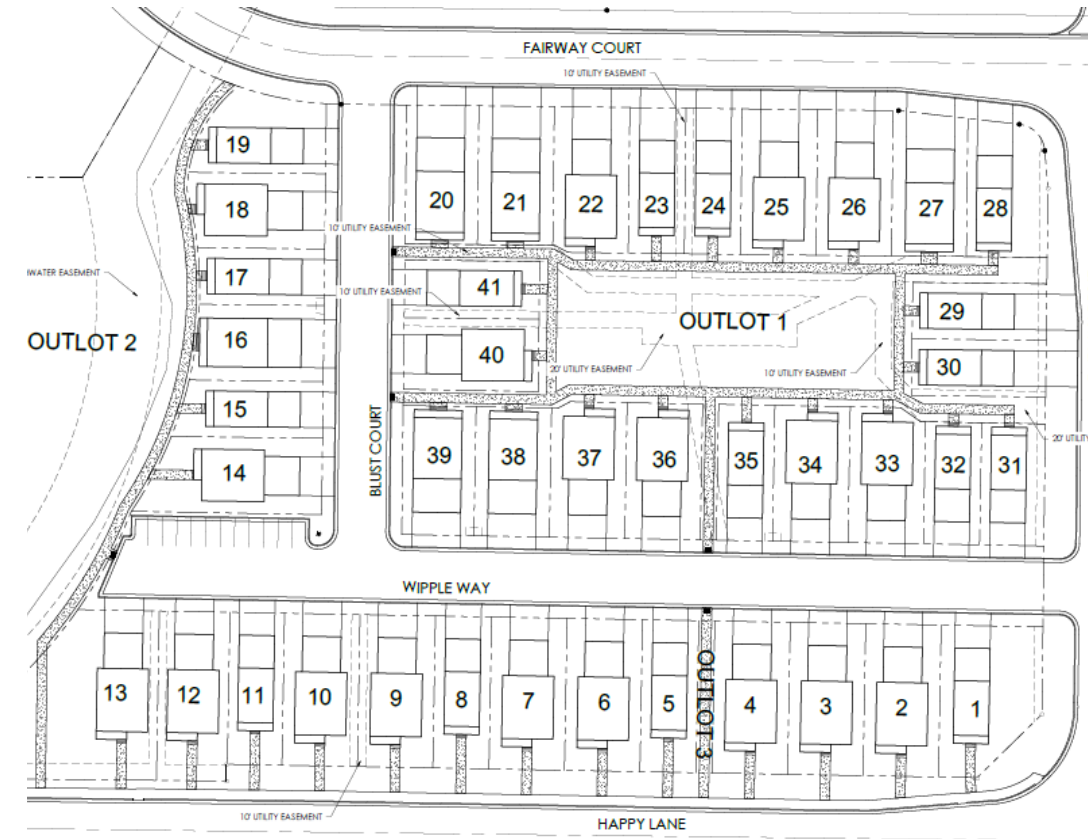 FAIRWAY COURT
10' UTILITY EASEMENT
19
18
17
16
15
14
20
21
22
23
24
25
26
27
28
10' UTILITY EASEMENT
WATER EASEMENT
OUTLOT 2
41
10' UTILITY EASEMENT
40
OUTLOT 1
20' UTILITY EASEMENT
10' UTILITY EASEMENT
29
30
20' UTILITY
BLUST COURT
39
38
37
36
35
34
33
32
31
WIPPLE WAY
13
12
11
10
9
8
7
6
5
OUTLOT 3
4
3
2
1
10' UTILITY EASEMENT
HAPPY LANE